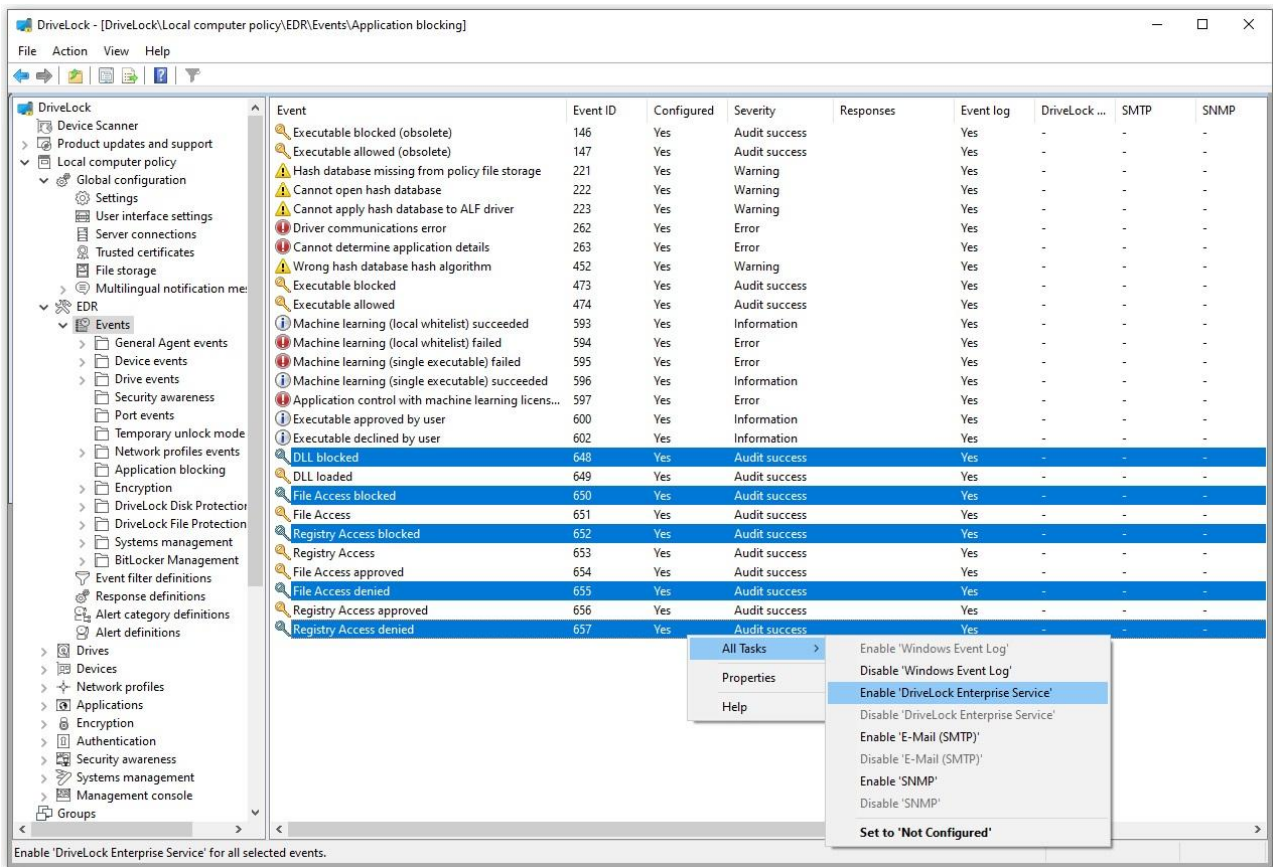 DriveLock - [DriveLock\Local computer policy\EDR\Events\Application blocking]
File Action View Help
DriveLock
Device Scanner
Product updates and support
Local computer policy
Global configuration
Settings
User interface settings
Server connections
Trusted certificates
File storage
Multilingual notification me
EDR
Events
General Agent events
Device events
Drive events
Security awareness
Port events
Temporary unlock mode
Network profiles events
Application blocking
Encryption
DriveLock Disk Protection
DriveLock File Protection
Systems management
BitLocker Management
Event filter definitions
Response definitions
Alert category definitions
Alert definitions
Drives
Devices
Network profiles
Applications
Encryption
Authentication
Security awareness
Systems management
Management console
Groups
Event Event ID Configured Severity Responses Event log DriveLock ... SMTP SNMP
Executable blocked (obsolete) 146 Yes Audit success Yes - - -
Executable allowed (obsolete) 147 Yes Audit success Yes - - -
Hash database missing from policy file storage 221 Yes Warning Yes - - -
Cannot open hash database 222 Yes Warning Yes - - -
Cannot apply hash database to ALF driver 223 Yes Warning Yes - - -
Driver communications error 262 Yes Error Yes - - -
Cannot determine application details 263 Yes Error Yes - - -
Wrong hash database hash algorithm 452 Yes Warning Yes - - -
Executable blocked 473 Yes Audit success Yes - - -
Executable allowed 474 Yes Audit success Yes - - -
Machine learning (local whitelist) succeeded 593 Yes Information Yes - - -
Machine learning (local whitelist) failed 594 Yes Error Yes - - -
Machine learning (single executable) failed 595 Yes Error Yes - - -
Machine learning (single executable) succeeded 596 Yes Information Yes - - -
Application control with machine learning licens... 597 Yes Error Yes - - -
Executable approved by user 600 Yes Information Yes - - -
Executable declined by user 602 Yes Information Yes - - -
DLL blocked 648 Yes Audit success Yes - - -
DLL loaded 649 Yes Audit success Yes - - -
File Access blocked 650 Yes Audit success Yes - - -
File Access 651 Yes Audit success Yes - - -
Registry Access blocked 652 Yes Audit success Yes - - -
Registry Access 653 Yes Audit success Yes - - -
File Access approved 654 Yes Audit success Yes - - -
File Access denied 655 Yes Audit success Yes - - -
Registry Access approved 656 Yes Audit success Yes - - -
Registry Access denied 657 Yes Audit success Yes - - -
All Tasks
Properties
Help
Enable 'Windows Event Log'
Disable 'Windows Event Log'
Enable 'DriveLock Enterprise Service'
Disable 'DriveLock Enterprise Service'
Enable 'E-Mail (SMTP)'
Disable 'E-Mail (SMTP)'
Enable 'SNMP'
Disable 'SNMP'
Set to 'Not Configured'
Enable 'DriveLock Enterprise Service' for all selected events.